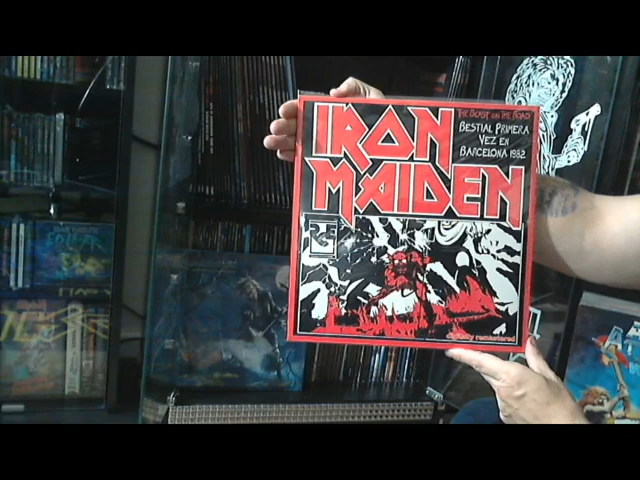 IRON
MAIDEN
THE BEAST ON THE ROAD
BESTIAL PRIMERA
VEZ EN
BARCELONA 1982
digitally remastered